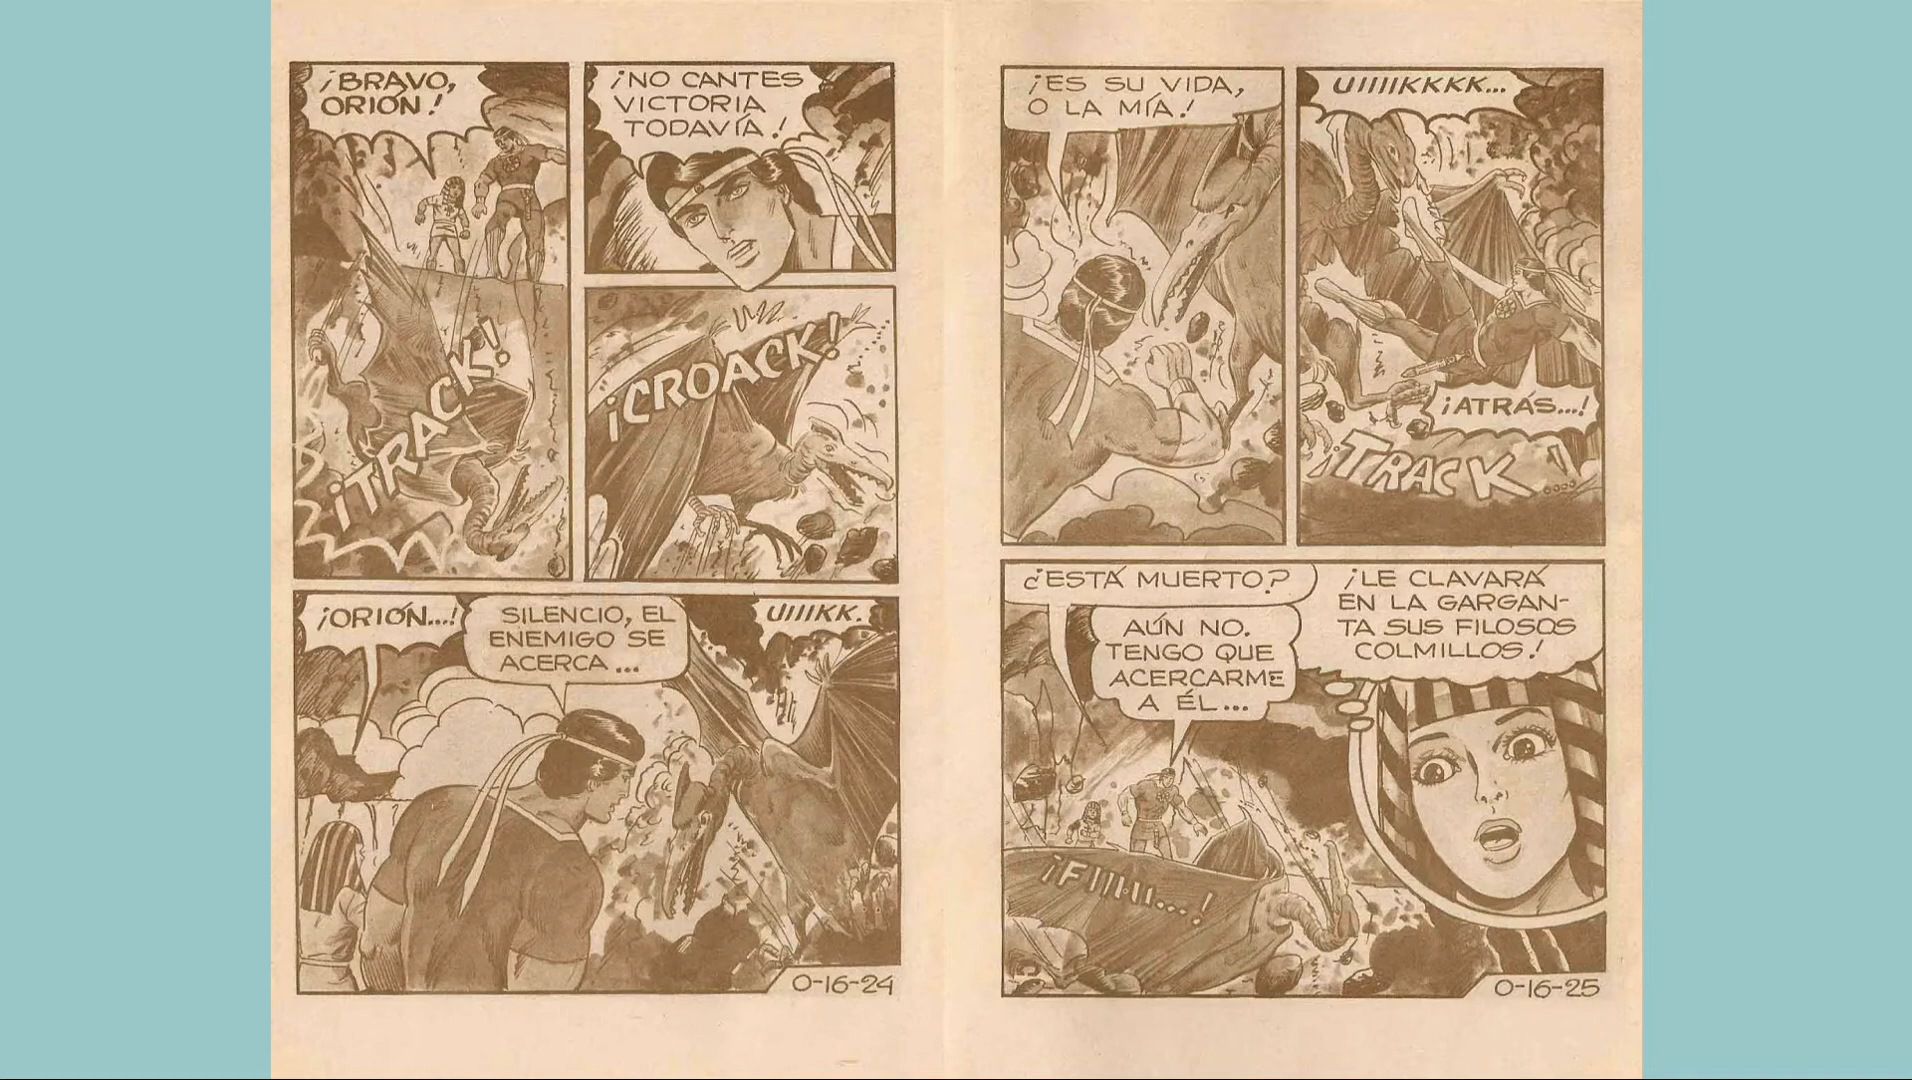 ¡BRAVO,
ORIÓN!
¡TRACK!
¡NO CANTES
VICTORIA
TODAVÍA!
¡CROACK!
¡ORIÓN...!
SILENCIO, EL
ENEMIGO SE
ACERCA...
UIIIKK.
O-16-24
¡ES SU VIDA,
O LA MÍA!
UIIIIKKKK...
¡ATRÁS...!
¡TRACK!
¿ESTÁ MUERTO?
AÚN NO.
TENGO QUE
ACERCARME
A ÉL...
¡LE CLAVARÁ
EN LA GARGAN-
TA SUS FILOSOS
COLMILLOS!
¡FIIIII...!
O-16-25